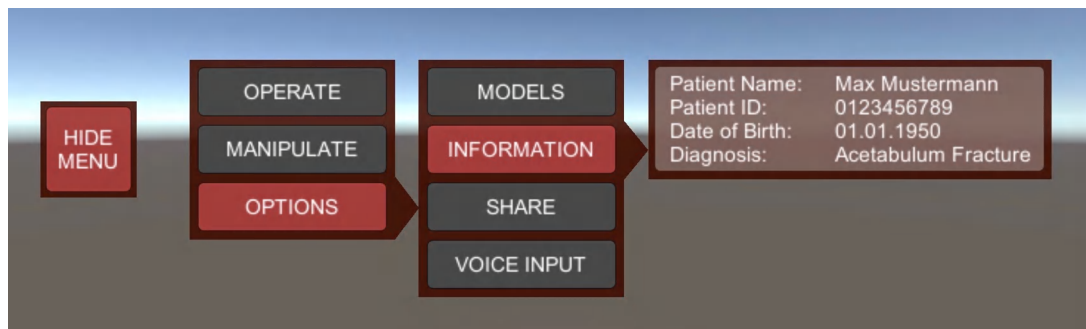 HIDE
MENU
OPERATE
MANIPULATE
OPTIONS
MODELS
INFORMATION
SHARE
VOICE INPUT
Patient Name: Max Mustermann
Patient ID: 0123456789
Date of Birth: 01.01.1950
Diagnosis: Acetabulum Fracture